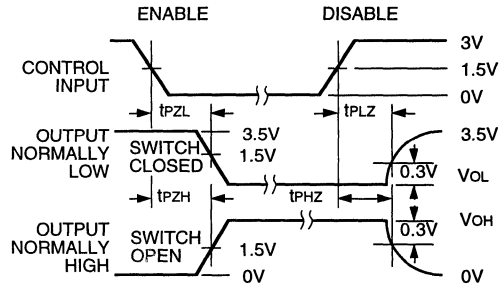 ENABLE DISABLE
3V
CONTROL INPUT 1.5V
0V
tPZL tPLZ
OUTPUT NORMALLY LOW
SWITCH CLOSED
3.5V 3.5V
1.5V
0.3V VOL
tPZH tPHZ
VOH
0.3V
OUTPUT NORMALLY HIGH
SWITCH OPEN
1.5V
0V 0V